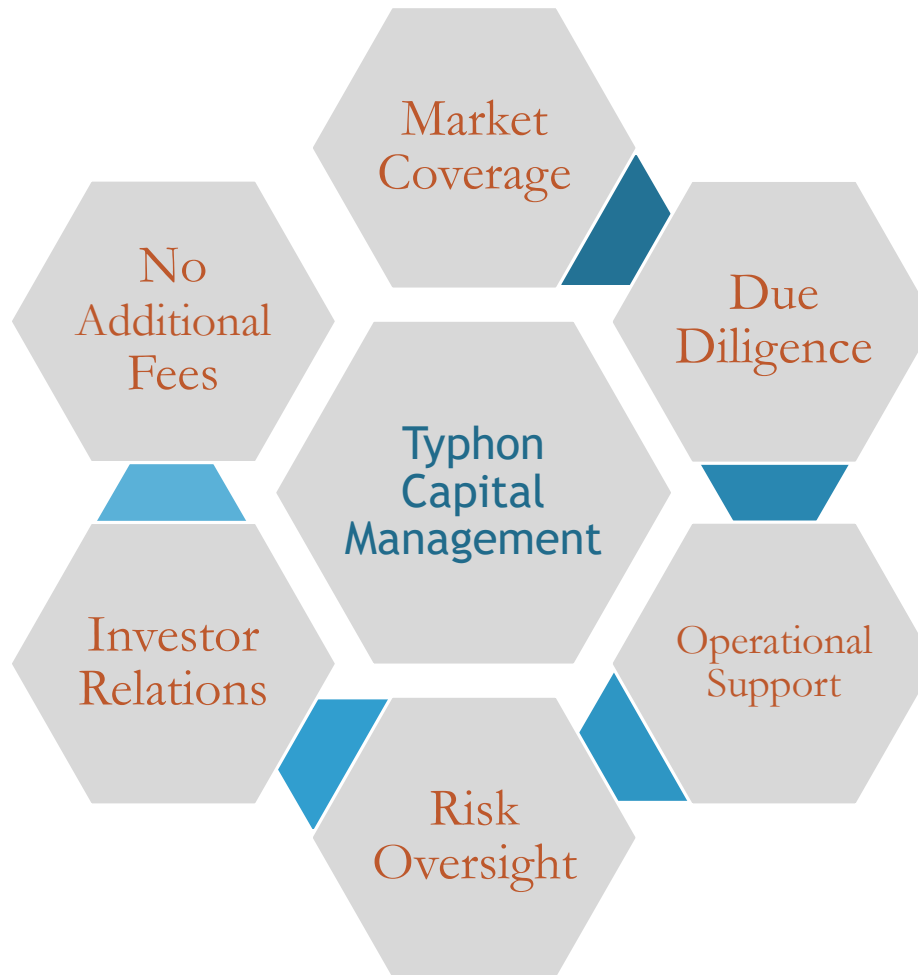 Market
Coverage
No
Additional
Fees
Due
Diligence
Typhon
Capital
Management
Investor
Relations
Operational
Support
Risk
Oversight